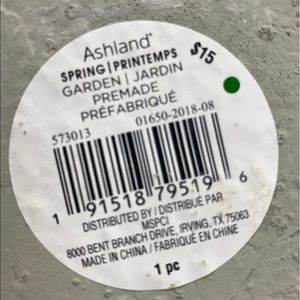 Ashland®
SPRING | PRINTEMPS
$15
GARDEN | JARDIN
PREMADE
PRÉFABRIQUÉ
573013 01650-2018-08
1 91518 79519 6
DISTRIBUTED BY / DISTRIBUÉ PAR
MSPCI
8000 BENT BRANCH DRIVE, IRVING, TX 75063
MADE IN CHINA / FABRIQUÉ EN CHINE
1 pc